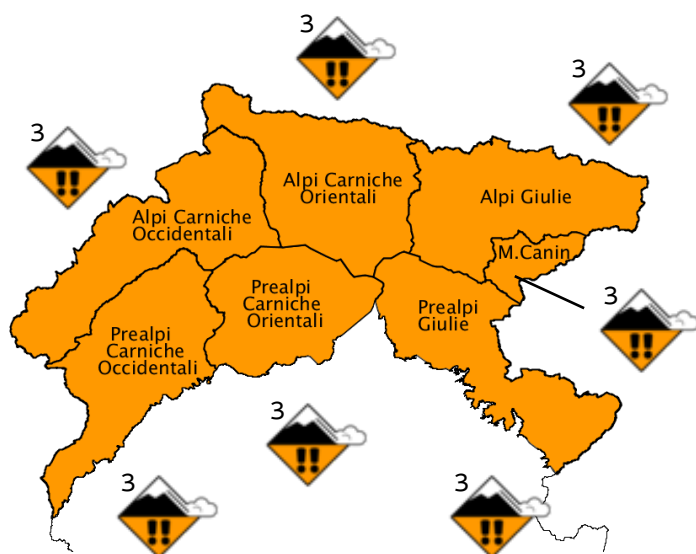 3
3
3
Alpi Carniche
Orientali
Alpi Giulie
Alpi Carniche
Occidentali
M.Canin
Prealpi
Carniche
Orientali
Prealpi
Giulie
3
Prealpi
Carniche
Occidentali
3
3
3